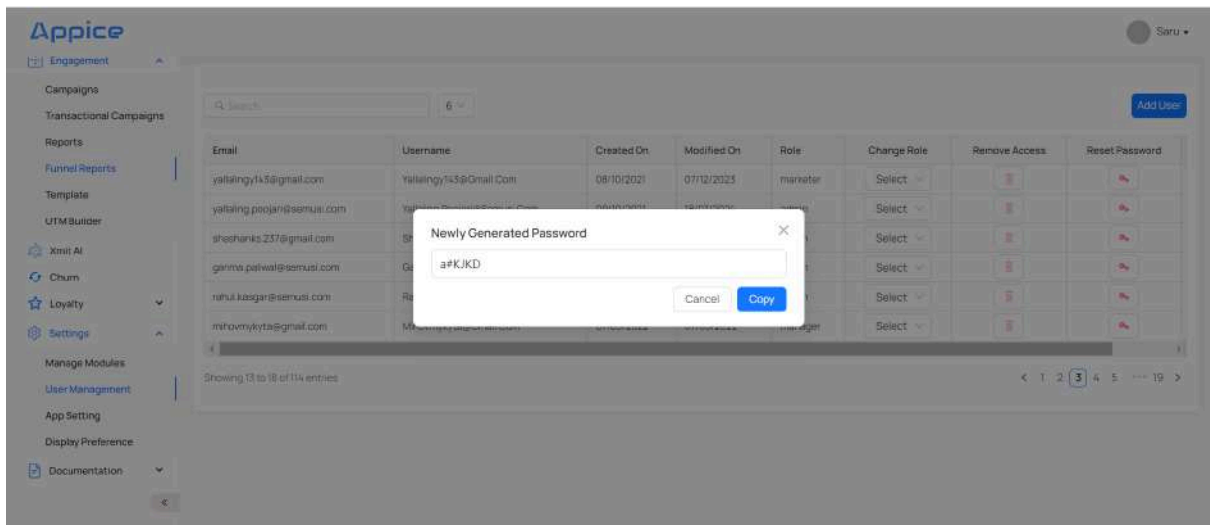 Appice
Saru
Engagement
Campaigns
Transactional Campaigns
Reports
Funnel Reports
Template
UTM Builder
Xmit AI
Churn
Loyalty
Settings
Manage Modules
User Management
App Setting
Display Preference
Documentation
Search
6
Add User
Email Username Created On Modified On Role Change Role Remove Access Reset Password
yallalingy143@gmail.com Yallalingy143@Gmail.Com 08/10/2021 07/12/2023 marketer Select
yallaling.poojari@semusi.com Select
shashanks.237@gmail.com Select
garima.paliwal@semusi.com Select
rahul.kasgar@semusi.com Select
mihovmykyta@gmail.com manager Select
Newly Generated Password
a#KJKD
Cancel Copy
Showing 13 to 18 of 114 entries
< 1 2 3 4 5 ··· 19 >